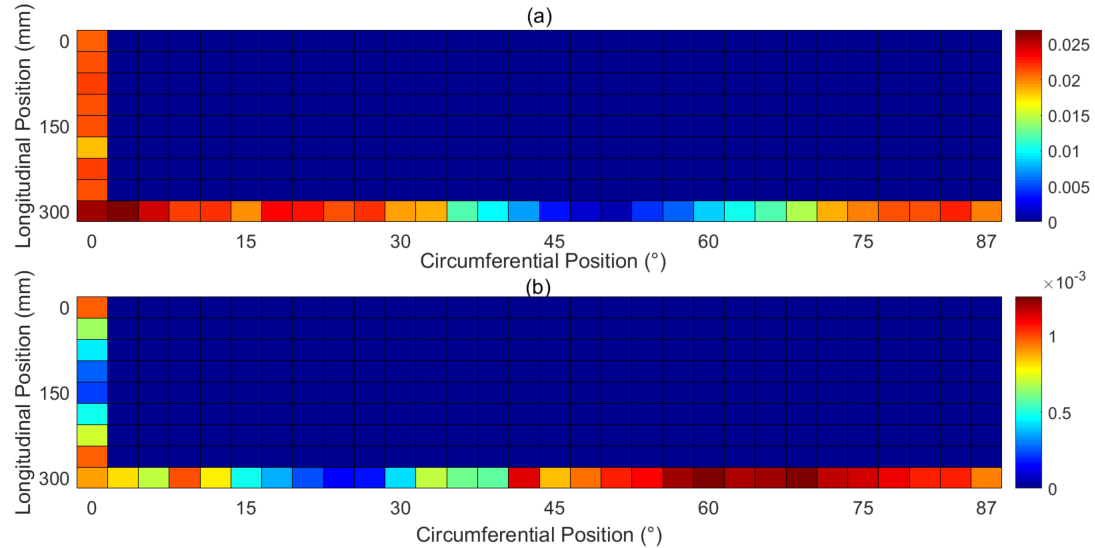 (a)
Longitudinal Position (mm)
0
150
300
0 15 30 45 60 75 87
Circumferential Position (°)
0.025
0.02
0.015
0.01
0.005
0
(b)
Longitudinal Position (mm)
0
150
300
0 15 30 45 60 75 87
Circumferential Position (°)
×10⁻³
1
0.5
0